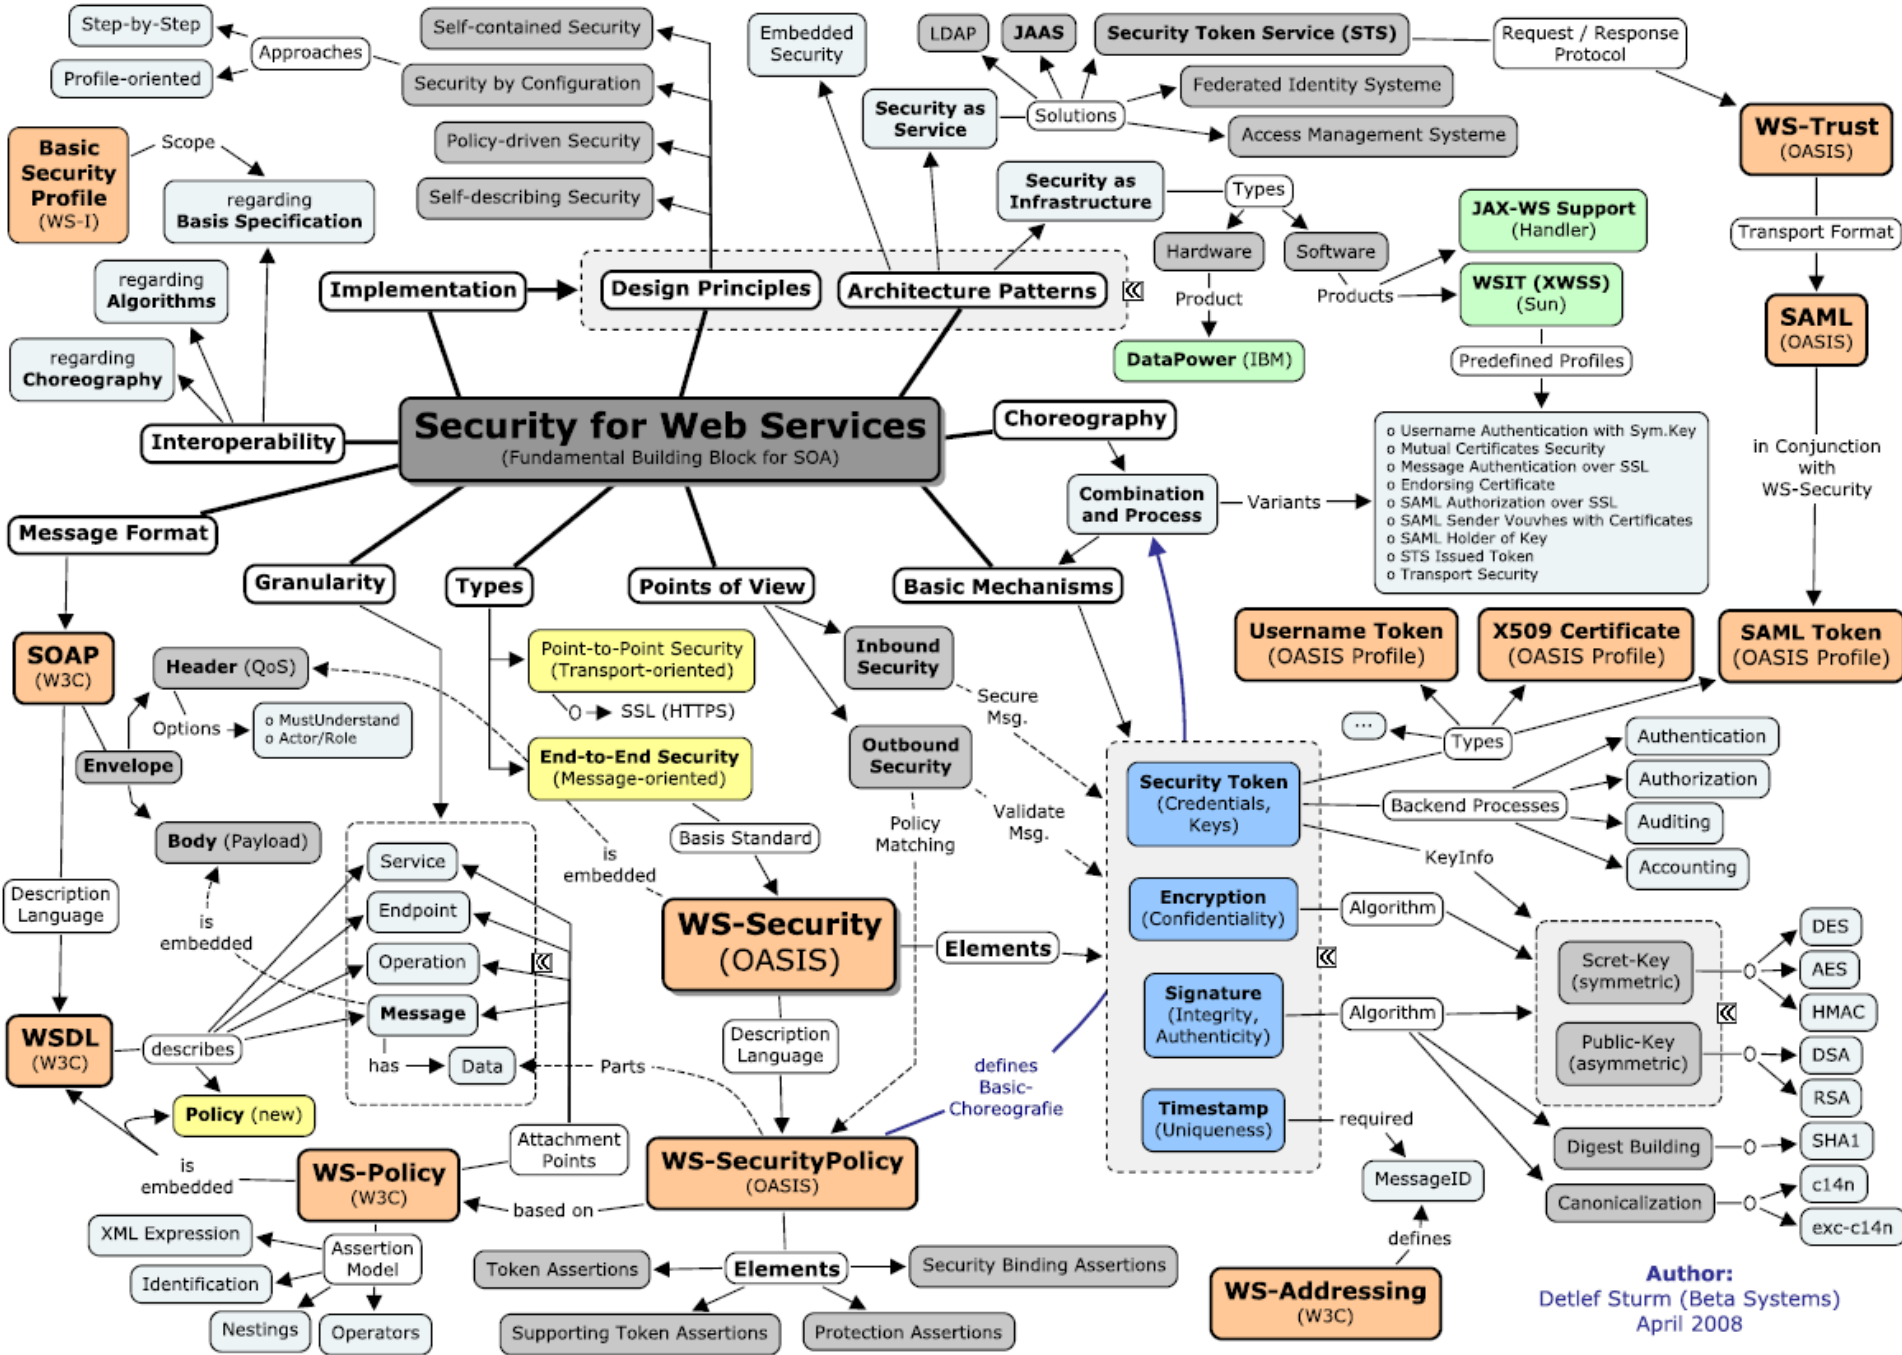 Step-by-Step
Approaches
Profile-oriented
Self-contained Security
Security by Configuration
Policy-driven Security
Self-describing Security
Embedded
Security
LDAP
JAAS
Security Token Service (STS)
Request / Response
Protocol
Security as
Service
Solutions
Federated Identity Systeme
Access Management Systeme
WS-Trust
(OASIS)
Basic
Security
Profile
(WS-I)
Scope
regarding
Basis Specification
Security as
Infrastructure
Types
Hardware
Software
JAX-WS Support
(Handler)
Transport Format
regarding
Algorithms
Implementation
Design Principles
Architecture Patterns
Product
Products
WSIT (XWSS)
(Sun)
SAML
(OASIS)
regarding
Choreography
DataPower (IBM)
Predefined Profiles
Interoperability
Security for Web Services
(Fundamental Building Block for SOA)
Choreography
o Username Authentication with Sym.Key
o Mutual Certificates Security
o Message Authentication over SSL
o Endorsing Certificate
o SAML Authorization over SSL
o SAML Sender Vouvhes with Certificates
o SAML Holder of Key
o STS Issued Token
o Transport Security
in Conjunction
with
WS-Security
Combination
and Process
Variants
Message Format
Granularity
Types
Points of View
Basic Mechanisms
SOAP
(W3C)
Header (QoS)
Options
o MustUnderstand
o Actor/Role
Envelope
Body (Payload)
Point-to-Point Security
(Transport-oriented)
O
SSL (HTTPS)
End-to-End Security
(Message-oriented)
Inbound
Security
Outbound
Security
Secure
Msg.
Validate
Msg.
Policy
Matching
Username Token
(OASIS Profile)
X509 Certificate
(OASIS Profile)
SAML Token
(OASIS Profile)
...
Types
Security Token
(Credentials,
Keys)
Backend Processes
Authentication
Authorization
Auditing
Accounting
KeyInfo
Basis Standard
is
embedded
Description
Language
is
embedded
Service
Endpoint
Operation
Message
has
Data
Parts
WS-Security
(OASIS)
Elements
Encryption
(Confidentiality)
Algorithm
Signature
(Integrity,
Authenticity)
Algorithm
Timestamp
(Uniqueness)
required
Scret-Key
(symmetric)
O
DES
AES
HMAC
Public-Key
(asymmetric)
O
DSA
RSA
Digest Building
O
SHA1
Canonicalization
O
c14n
exc-c14n
WSDL
(W3C)
describes
Policy (new)
is
embedded
Description
Language
defines
Basic-
Choreografie
Attachment
Points
WS-Policy
(W3C)
based on
WS-SecurityPolicy
(OASIS)
MessageID
defines
WS-Addressing
(W3C)
XML Expression
Assertion
Model
Identification
Nestings
Operators
Token Assertions
Elements
Security Binding Assertions
Supporting Token Assertions
Protection Assertions
Author:
Detlef Sturm (Beta Systems)
April 2008